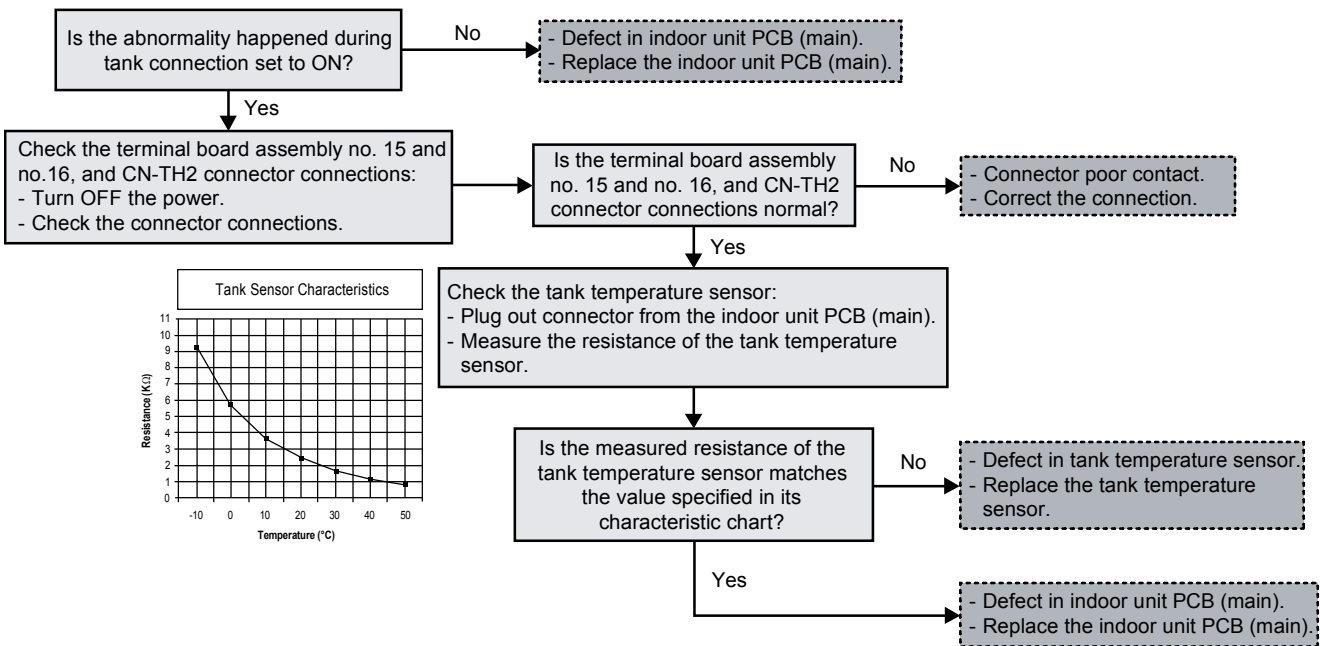 Is the abnormality happened during
tank connection set to ON?
No
- Defect in indoor unit PCB (main).
- Replace the indoor unit PCB (main).
Yes
Check the terminal board assembly no. 15 and
no.16, and CN-TH2 connector connections:
- Turn OFF the power.
- Check the connector connections.
Is the terminal board assembly
no. 15 and no. 16, and CN-TH2
connector connections normal?
No
- Connector poor contact.
- Correct the connection.
Yes
Check the tank temperature sensor:
- Plug out connector from the indoor unit PCB (main).
- Measure the resistance of the tank temperature
sensor.
Tank Sensor Characteristics
11
10
9
8
7
6
5
4
3
2
1
0
Resistance (KΩ)
-10 0 10 20 30 40 50
Temperature (°C)
Is the measured resistance of the
tank temperature sensor matches
the value specified in its
characteristic chart?
No
- Defect in tank temperature sensor.
- Replace the tank temperature
sensor.
Yes
- Defect in indoor unit PCB (main).
- Replace the indoor unit PCB (main).